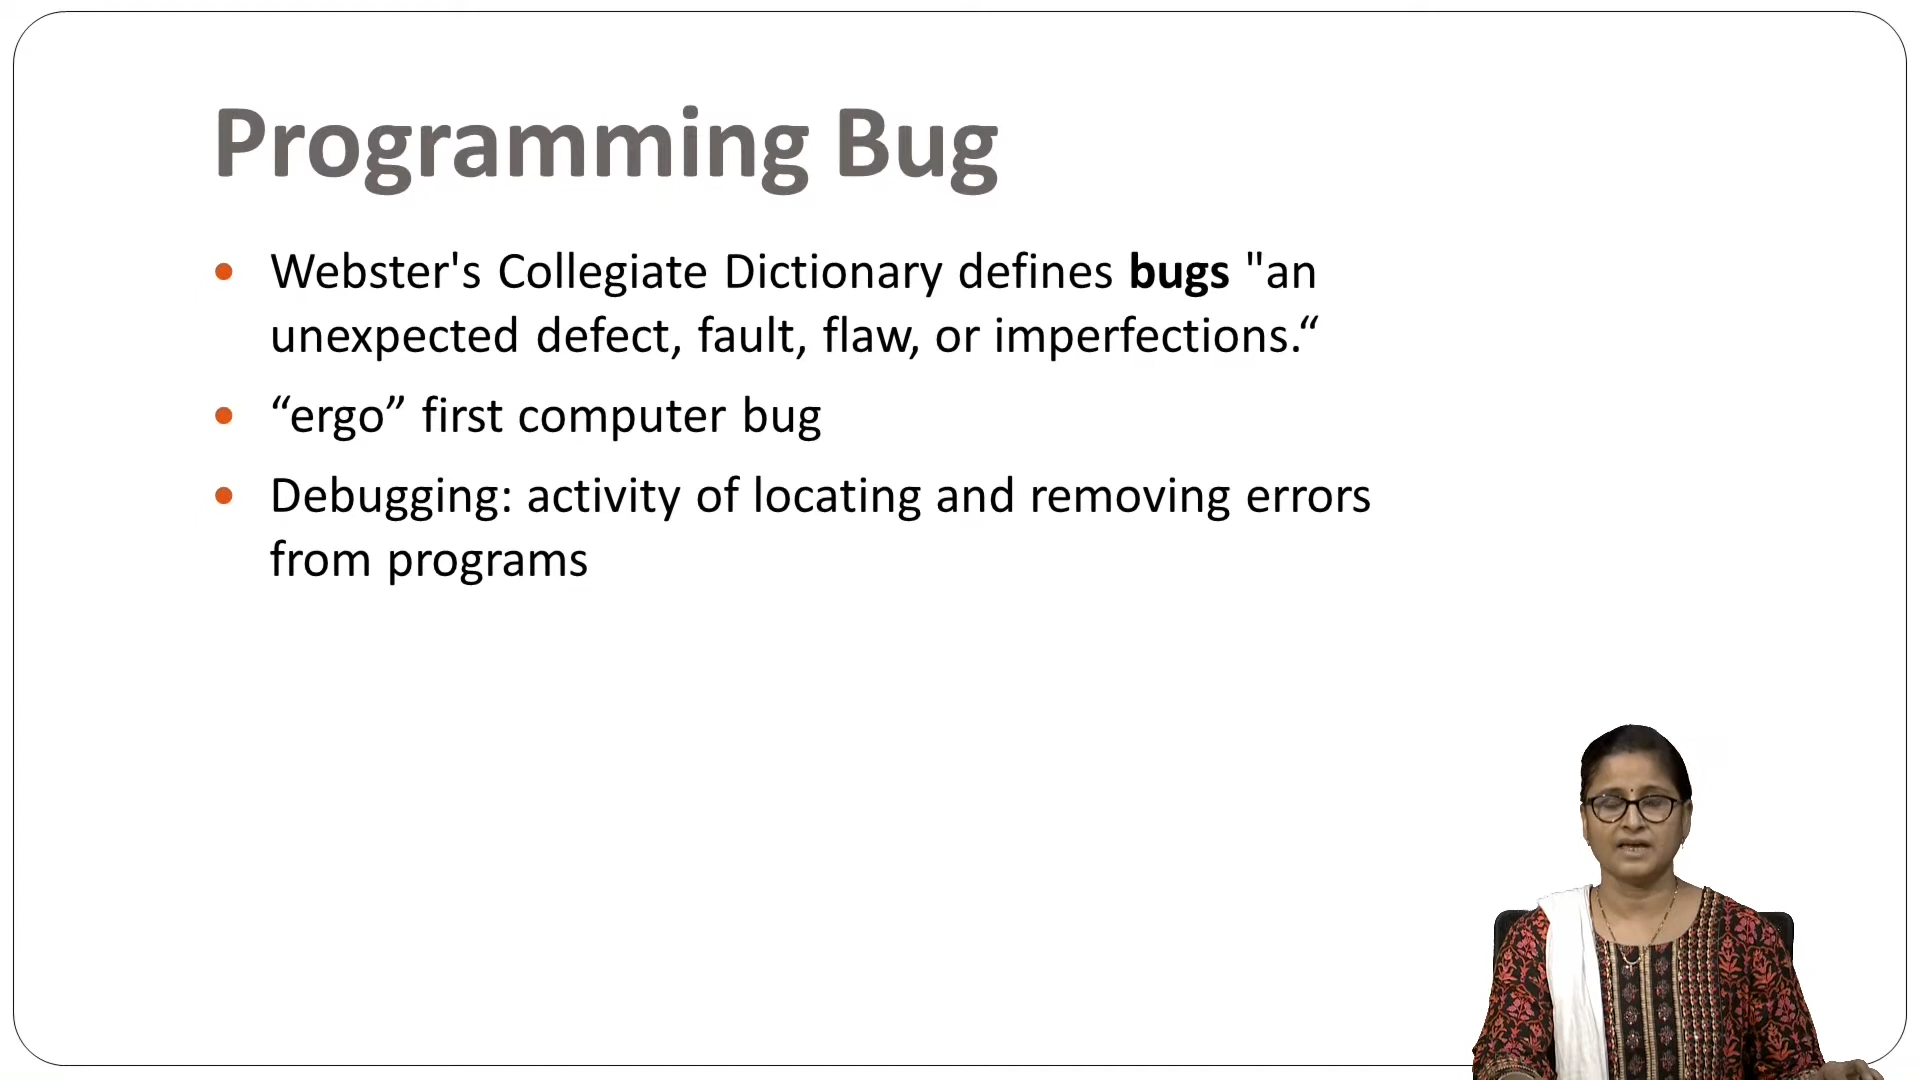 Programming Bug
• Webster's Collegiate Dictionary defines bugs "an
unexpected defect, fault, flaw, or imperfections.“
• “ergo” first computer bug
• Debugging: activity of locating and removing errors
from programs